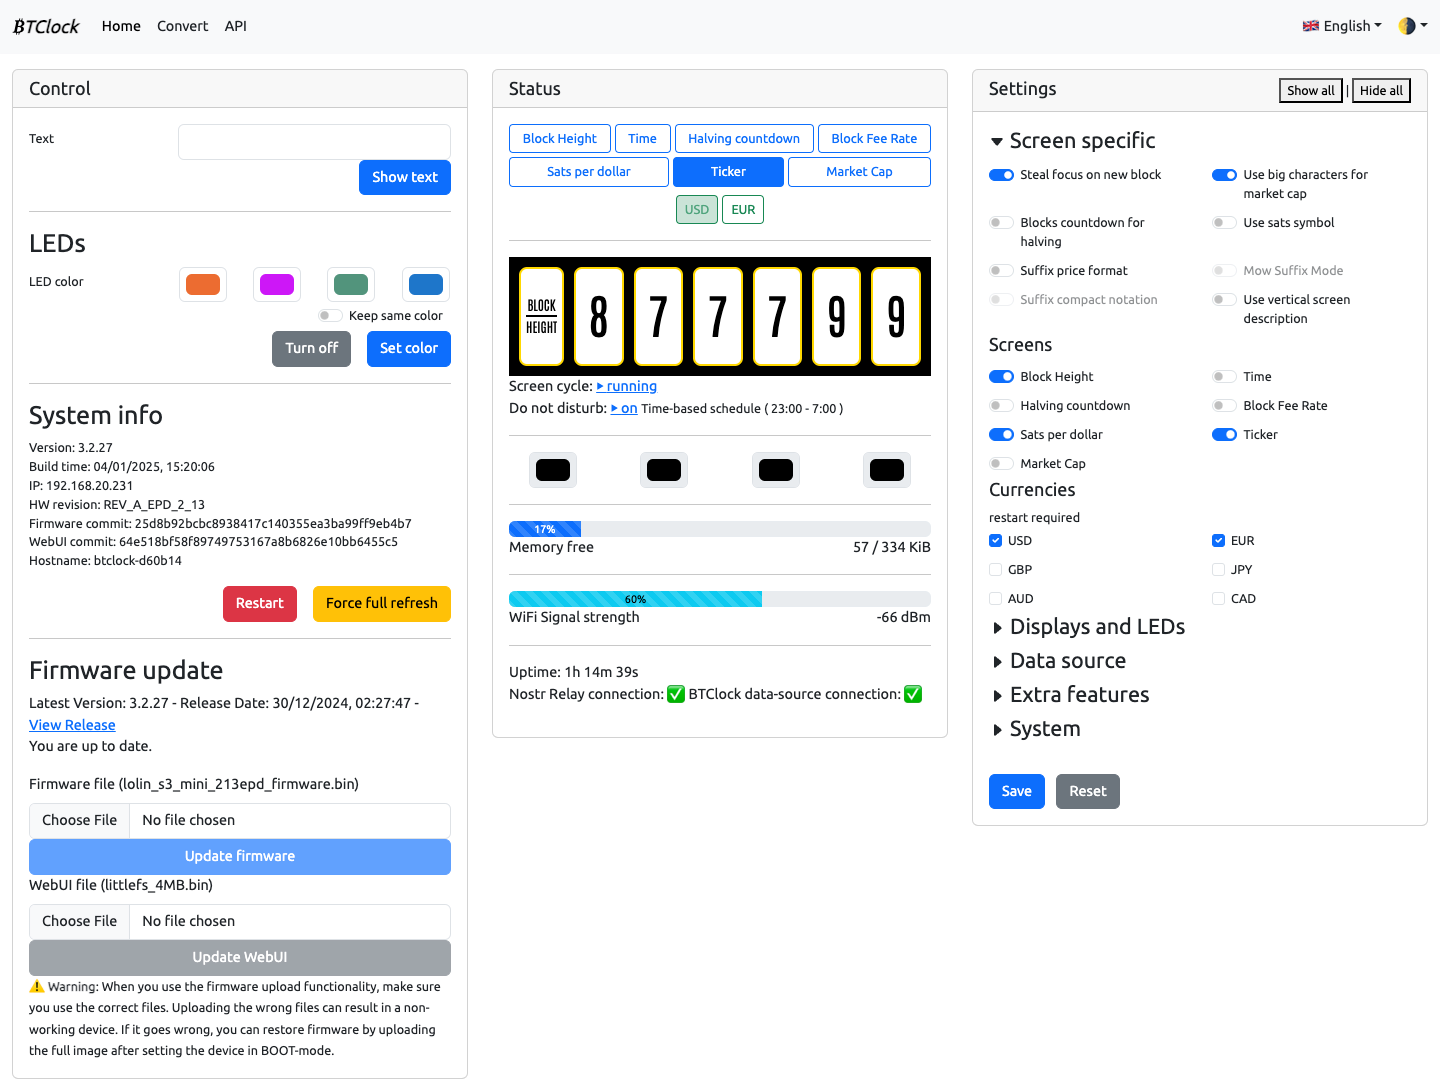 ₿TClock Home Convert API
English
Control
Text
Show text
LEDs
LED color
Keep same color
Turn off Set color
System info
Version: 3.2.27
Build time: 04/01/2025, 15:20:06
IP: 192.168.20.231
HW revision: REV_A_EPD_2_13
Firmware commit: 25d8b92bcbc8938417c140355ea3ba99ff9eb4b7
WebUI commit: 64e518bf58f89749753167a8b6826e10bb6455c5
Hostname: btclock-d60b14
Restart Force full refresh
Firmware update
Latest Version: 3.2.27 - Release Date: 30/12/2024, 02:27:47 -
View Release
You are up to date.
Firmware file (lolin_s3_mini_213epd_firmware.bin)
Choose File No file chosen
Update firmware
WebUI file (littlefs_4MB.bin)
Choose File No file chosen
Update WebUI
⚠️ Warning: When you use the firmware upload functionality, make sure
you use the correct files. Uploading the wrong files can result in a non-
working device. If it goes wrong, you can restore firmware by uploading
the full image after setting the device in BOOT-mode.
Status
Block Height Time Halving countdown Block Fee Rate
Sats per dollar Ticker Market Cap
USD EUR
BLOCK
HEIGHT
8 7 7 7 9 9
Screen cycle: running
Do not disturb: on Time-based schedule ( 23:00 - 7:00 )
17%
Memory free 57 / 334 KiB
60%
WiFi Signal strength -66 dBm
Uptime: 1h 14m 39s
Nostr Relay connection: ✅ BTClock data-source connection: ✅
Settings Show all | Hide all
Screen specific
Steal focus on new block
Use big characters for
market cap
Blocks countdown for
halving
Use sats symbol
Suffix price format
Mow Suffix Mode
Suffix compact notation
Use vertical screen
description
Screens
Block Height Time
Halving countdown Block Fee Rate
Sats per dollar Ticker
Market Cap
Currencies
restart required
USD EUR
GBP JPY
AUD CAD
Displays and LEDs
Data source
Extra features
System
Save Reset